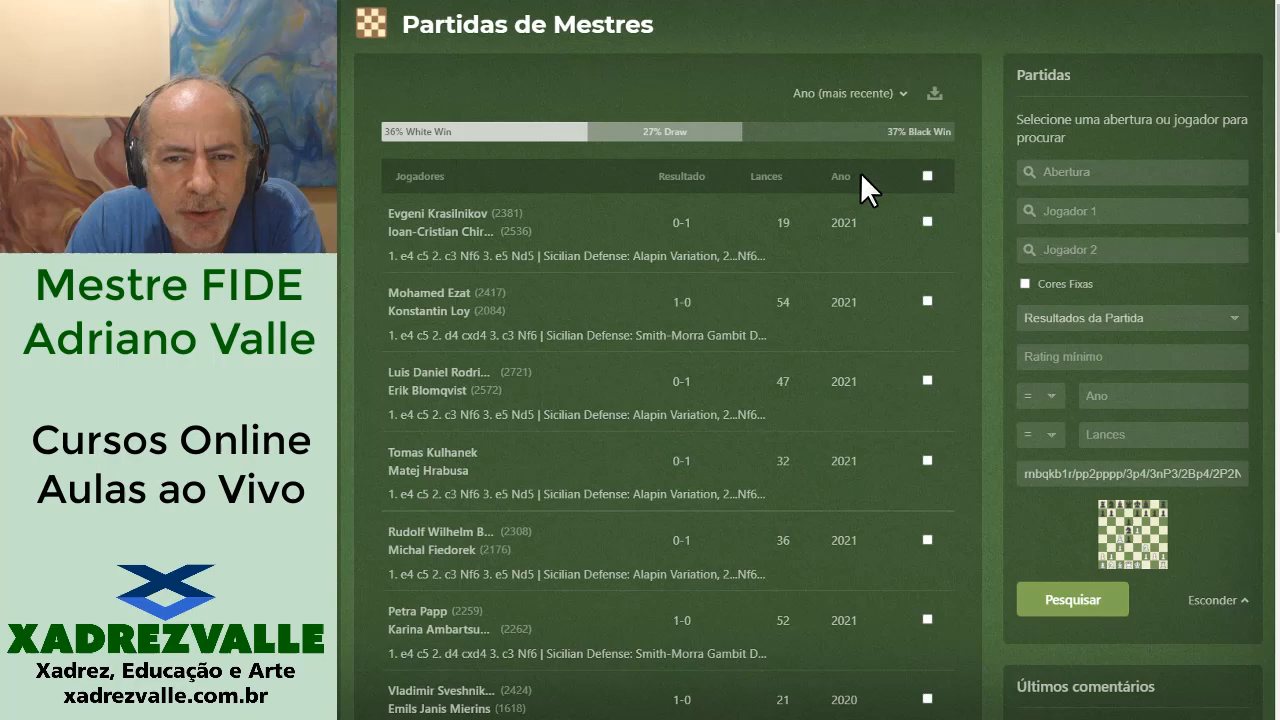 Mestre FIDE
Adriano Valle
Cursos Online
Aulas ao Vivo
XADREZVALLE
Xadrez, Educação e Arte
xadrezvalle.com.br
Partidas de Mestres
Ano (mais recente)
36% White Win 27% Draw 37% Black Win
Jogadores Resultado Lances Ano
Evgeni Krasilnikov (2381)
Ioan-Cristian Chir... (2536)
0-1 19 2021
1. e4 c5 2. c3 Nf6 3. e5 Nd5 | Sicilian Defense: Alapin Variation, 2...Nf6...
Mohamed Ezat (2417)
Konstantin Loy (2084)
1-0 54 2021
1. e4 c5 2. d4 cxd4 3. c3 Nf6 | Sicilian Defense: Smith-Morra Gambit D...
Luis Daniel Rodri... (2721)
Erik Blomqvist (2572)
0-1 47 2021
1. e4 c5 2. c3 Nf6 3. e5 Nd5 | Sicilian Defense: Alapin Variation, 2...Nf6...
Tomas Kulhanek
Matej Hrabusa
0-1 32 2021
1. e4 c5 2. c3 Nf6 3. e5 Nd5 | Sicilian Defense: Alapin Variation, 2...Nf6...
Rudolf Wilhelm B... (2308)
Michal Fiedorek (2176)
0-1 36 2021
1. e4 c5 2. c3 Nf6 3. e5 Nd5 | Sicilian Defense: Alapin Variation, 2...Nf6...
Petra Papp (2259)
Karina Ambartsu... (2262)
1-0 52 2021
1. e4 c5 2. d4 cxd4 3. c3 Nf6 | Sicilian Defense: Smith-Morra Gambit D...
Vladimir Sveshnik... (2424)
Emils Janis Mierins (1618)
1-0 21 2020
Partidas
Selecione uma abertura ou jogador para
procurar
Abertura
Jogador 1
Jogador 2
Cores Fixas
Resultados da Partida
Rating mínimo
= Ano
= Lances
rnbqkb1r/pp2pppp/3p4/3nP3/2Bp4/2P2N
Pesquisar
Esconder
Últimos comentários